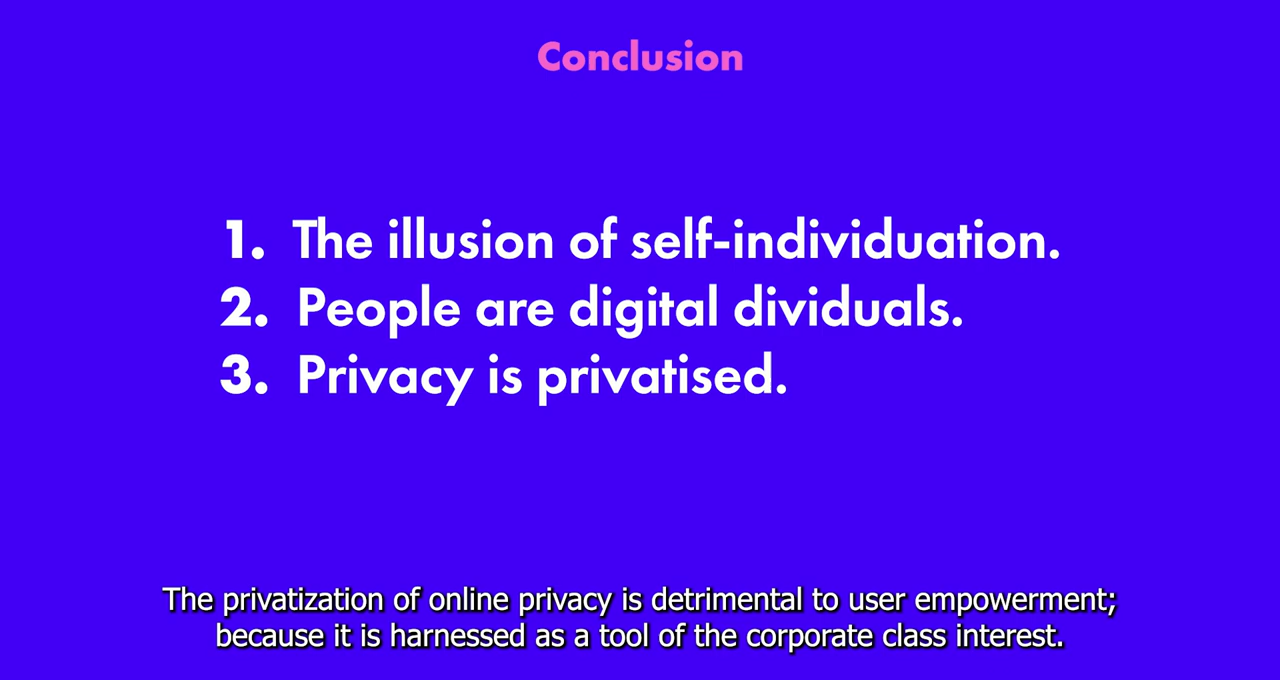 Conclusion
1. The illusion of self-individuation.
2. People are digital dividuals.
3. Privacy is privatised.
The privatization of online privacy is detrimental to user empowerment;
because it is harnessed as a tool of the corporate class interest.